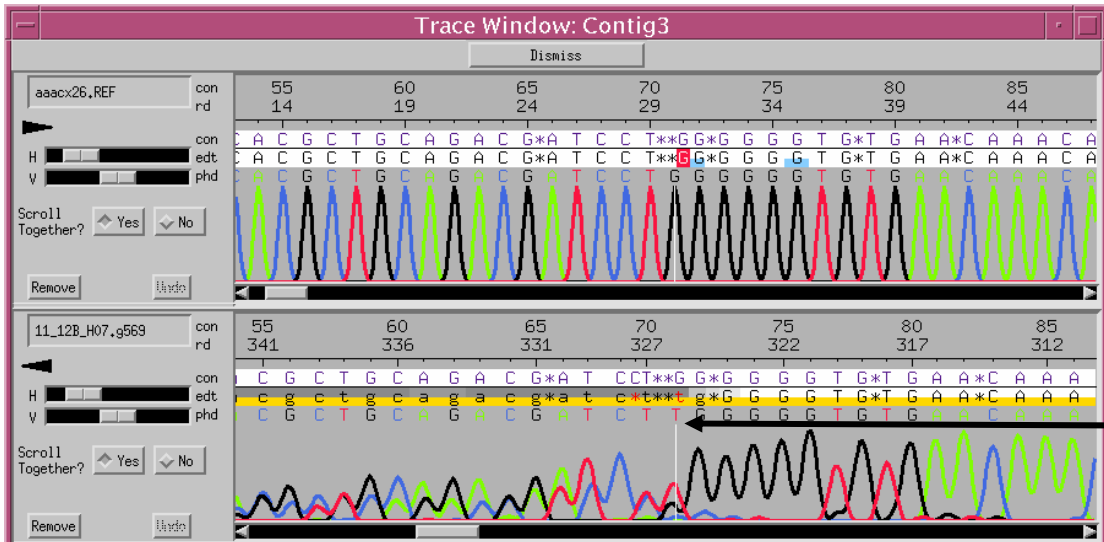 Trace Window: Contig3
Dismiss
aaacx26.REF
con 55 60 65 70 75 80 85
rd 14 19 24 29 34 39 44
con C A C G C T G C A G A C G*A T C C T**G G*G G G G T G*T G A A*C A A A C A
edt C A C G C T G C A G A C G*A T C C T**G G*G G G G T G*T G A A*C A A A C A
phd C A C G C T G C A G A C G A T C C T G G G G G G T G T G A A C A A A C A
H
V
Scroll
Together? Yes No
Remove Undo
11_12B_H07.g569
con 55 60 65 70 75 80 85
rd 341 336 331 327 322 317 312
con C G C T G C A G A C G*A T C CT**G G*G G G G T G*T G A A*C A A A
edt c g c t g c a g a c g*a t c *t**t g*G G G G T G*T G A A*C A A A
phd C G C T G C A G A C G A T C T T G G G G G T G T G A A C A A A
H
V
Scroll
Together? Yes No
Remove Undo